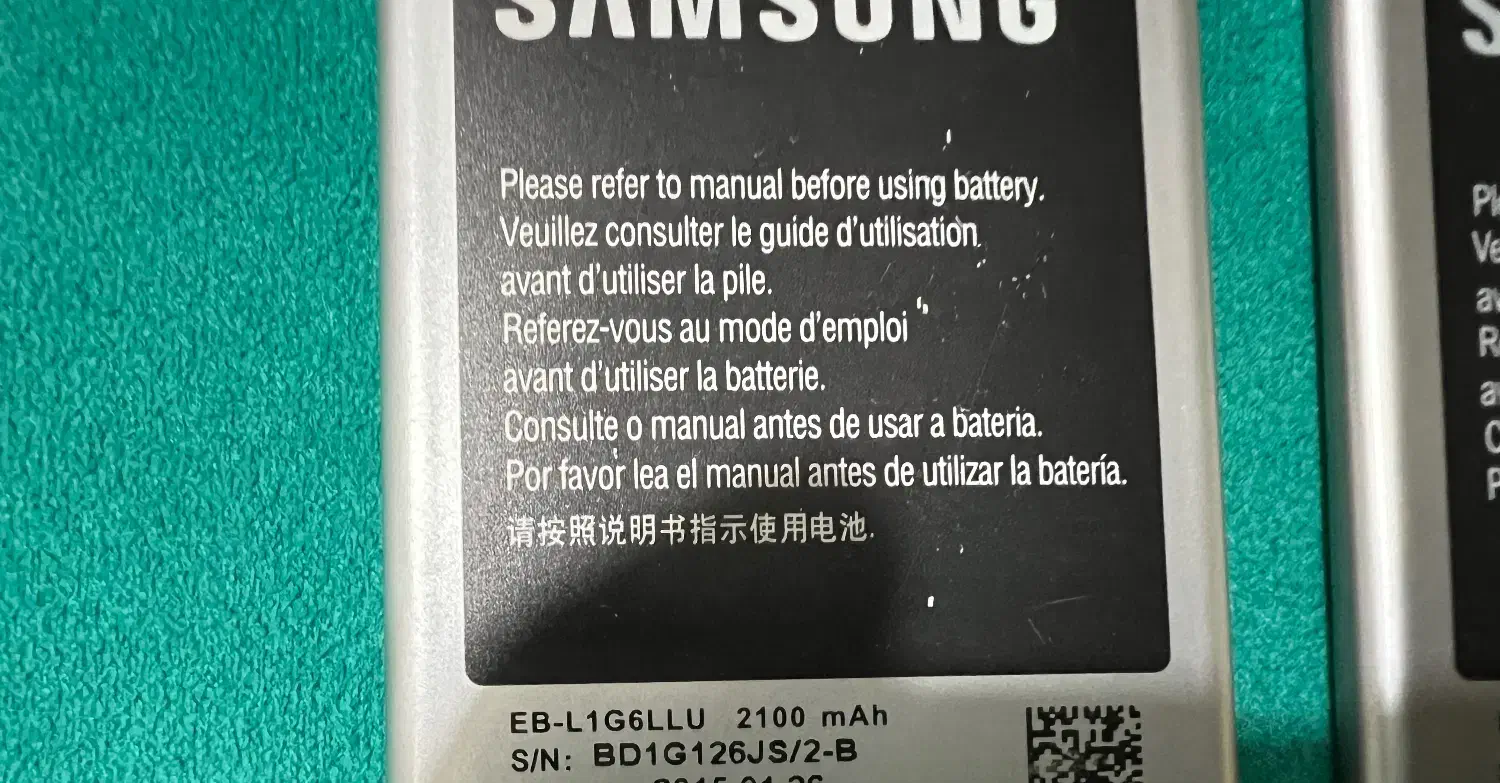 SAMSUNG
Please refer to manual before using battery.
Veuillez consulter le guide d'utilisation
avant d'utiliser la pile.
Referez-vous au mode d'emploi
avant d'utiliser la batterie.
Consulte o manual antes de usar a bateria.
Por favor lea el manual antes de utilizar la batería.
请按照说明书指示使用电池.
EB-L1G6LLU 2100 mAh
S/N: BD1G126JS/2-B